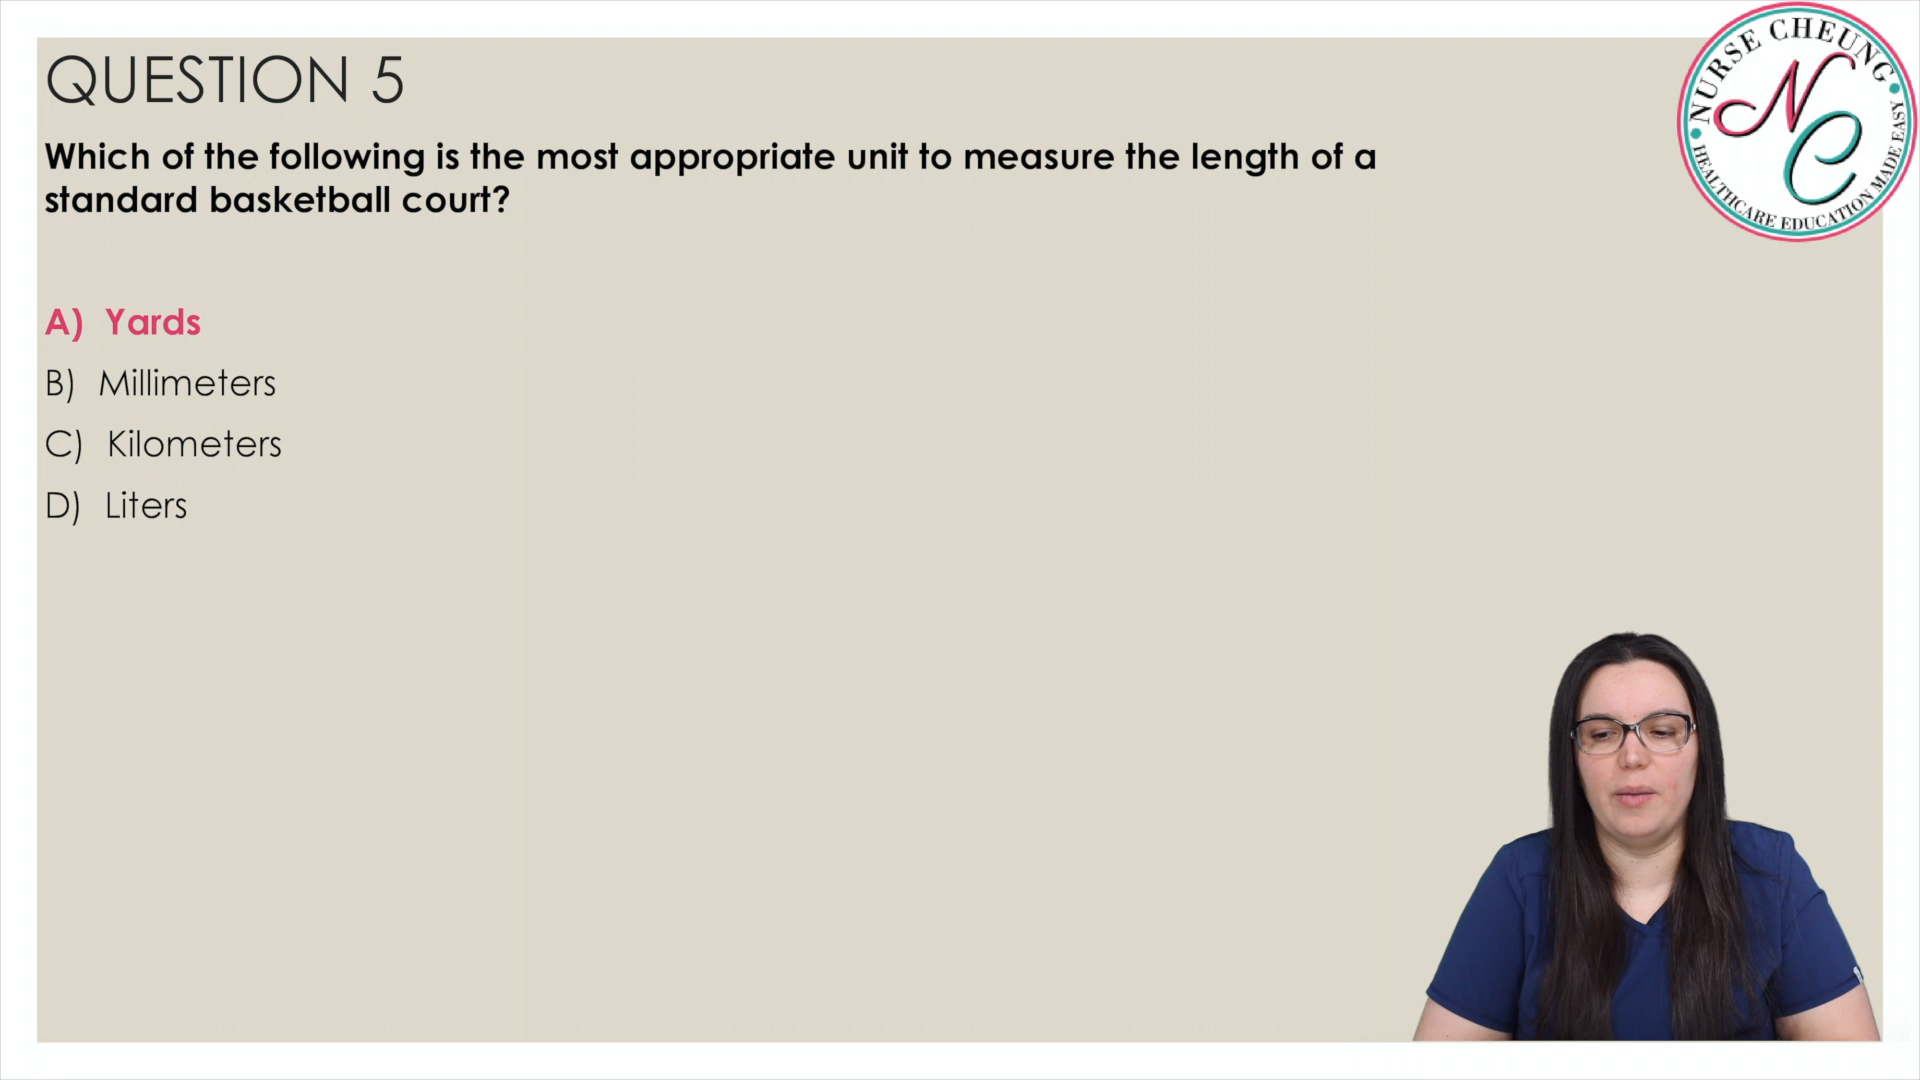 QUESTION 5
Which of the following is the most appropriate unit to measure the length of a
standard basketball court?
A) Yards
B) Millimeters
C) Kilometers
D) Liters
NURSE CHEUNG
NC
HEALTHCARE EDUCATION MADE EASY